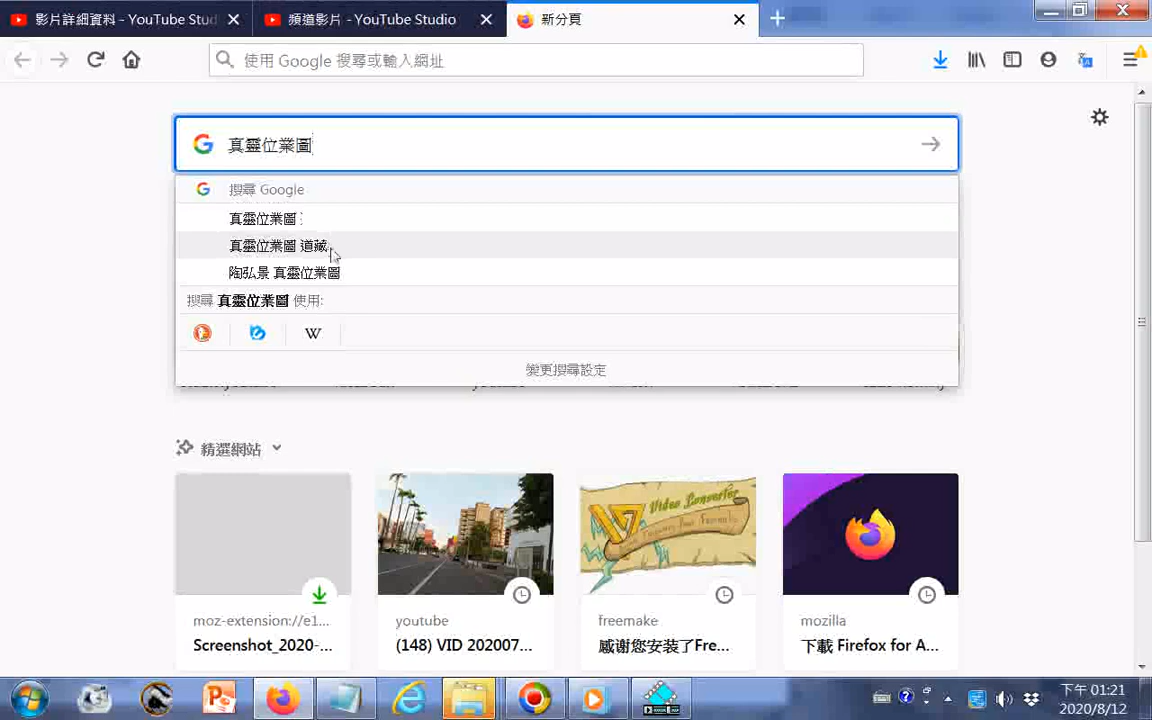 影片詳細資料 - YouTube Stud
頻道影片 - YouTube Studio
新分頁
使用 Google 搜尋或輸入網址
真靈位業圖
搜尋 Google
真靈位業圖 :
真靈位業圖 道藏
陶弘景 真靈位業圖
搜尋 真靈位業圖 使用:
W
變更搜尋設定
精選網站
Video Converter
moz-extension://e1...
Screenshot_2020-...
youtube
(148) VID 202007...
freemake
感谢您安装了Fre...
mozilla
下載 Firefox for A...
下午 01:21
2020/8/12